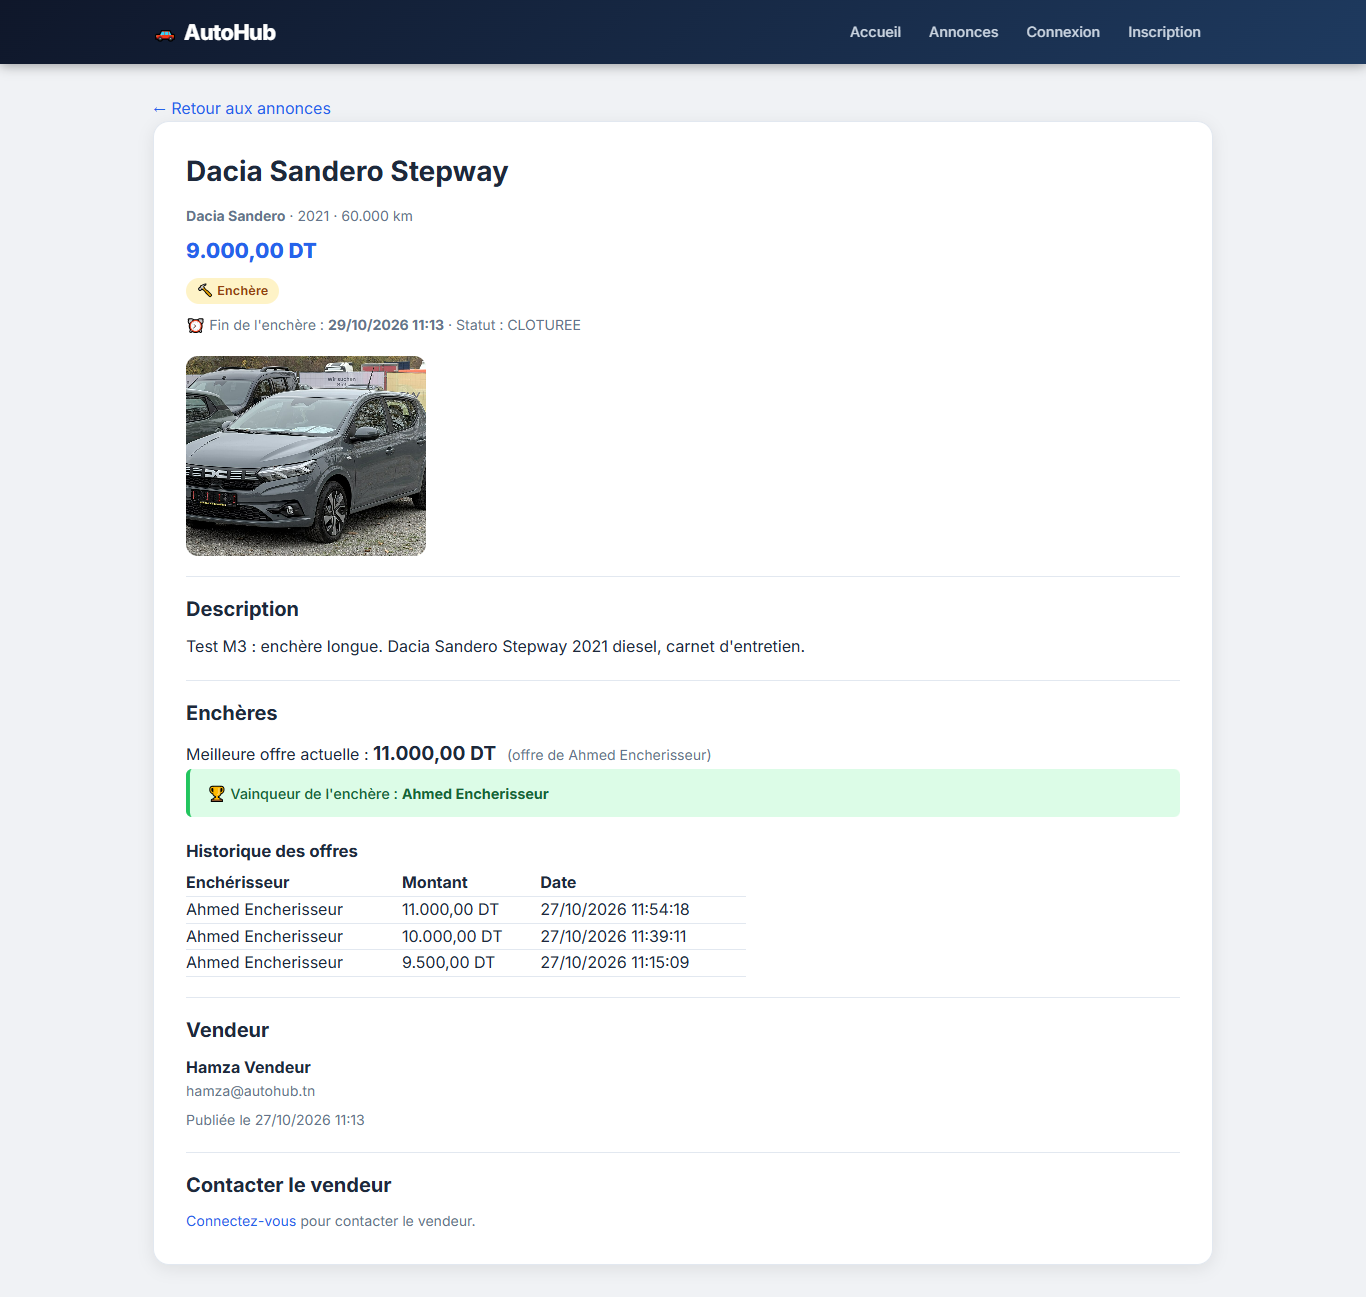 AutoHub
Accueil Annonces Connexion Inscription
← Retour aux annonces
Dacia Sandero Stepway
Dacia Sandero · 2021 · 60.000 km
9.000,00 DT
Enchère
Fin de l'enchère : 29/10/2026 11:13 · Statut : CLOTUREE
Wir suchen
Description
Test M3 : enchère longue. Dacia Sandero Stepway 2021 diesel, carnet d'entretien.
Enchères
Meilleure offre actuelle : 11.000,00 DT (offre de Ahmed Encherisseur)
Vainqueur de l'enchère : Ahmed Encherisseur
Historique des offres
Enchérisseur Montant Date
Ahmed Encherisseur 11.000,00 DT 27/10/2026 11:54:18
Ahmed Encherisseur 10.000,00 DT 27/10/2026 11:39:11
Ahmed Encherisseur 9.500,00 DT 27/10/2026 11:15:09
Vendeur
Hamza Vendeur
hamza@autohub.tn
Publiée le 27/10/2026 11:13
Contacter le vendeur
Connectez-vous pour contacter le vendeur.